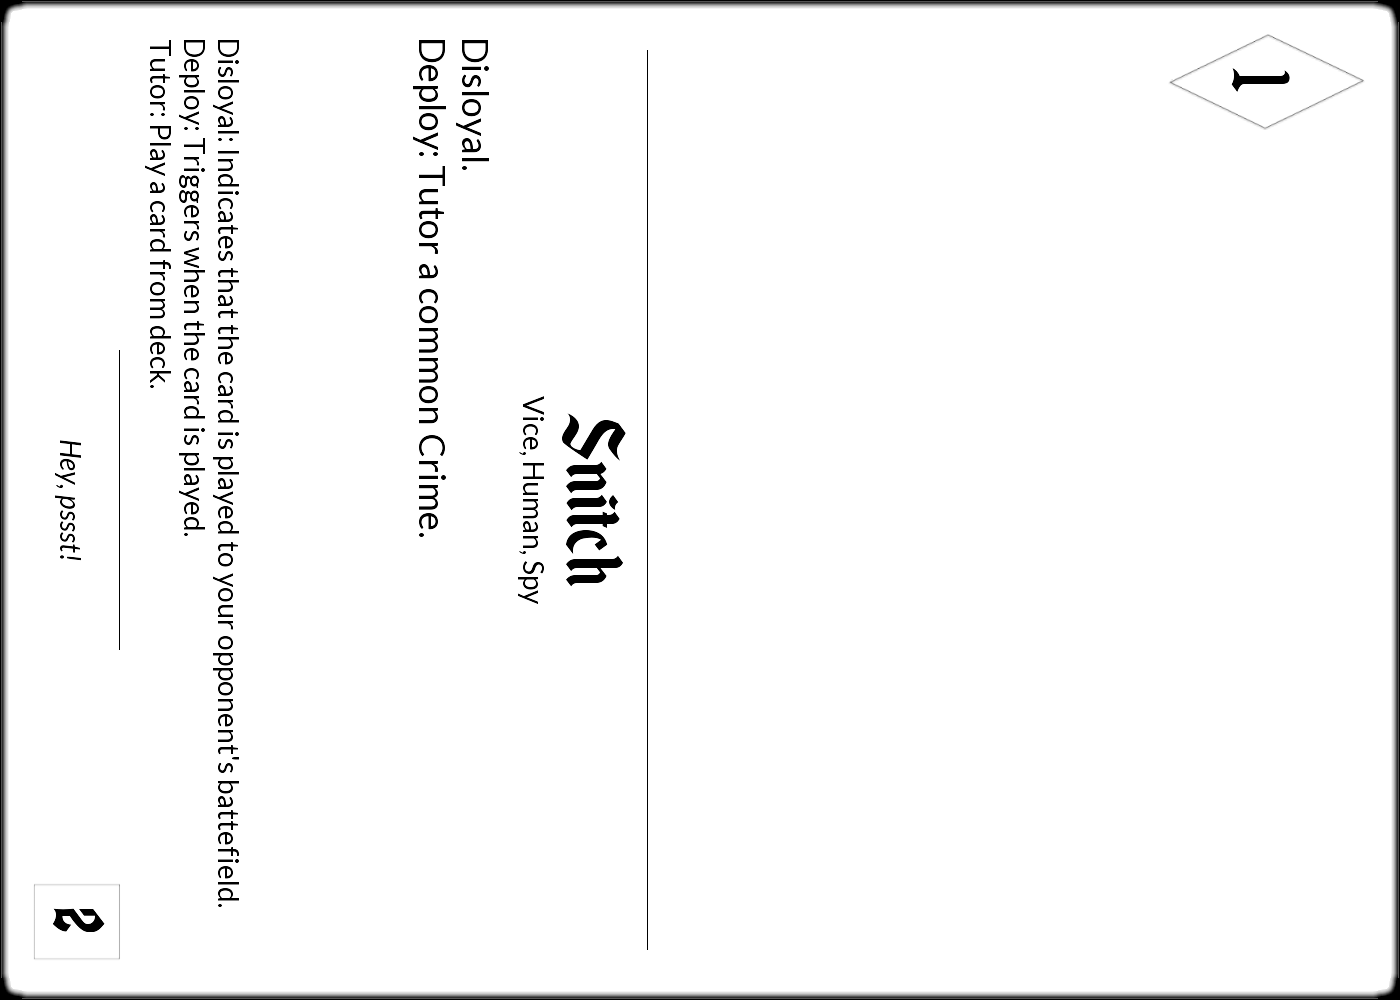 1
Snitch
Vice, Human, Spy
Disloyal.
Deploy: Tutor a common Crime.
Disloyal: Indicates that the card is played to your opponent's battefield.
Deploy: Triggers when the card is played.
Tutor: Play a card from deck.
Hey, pssst!
2